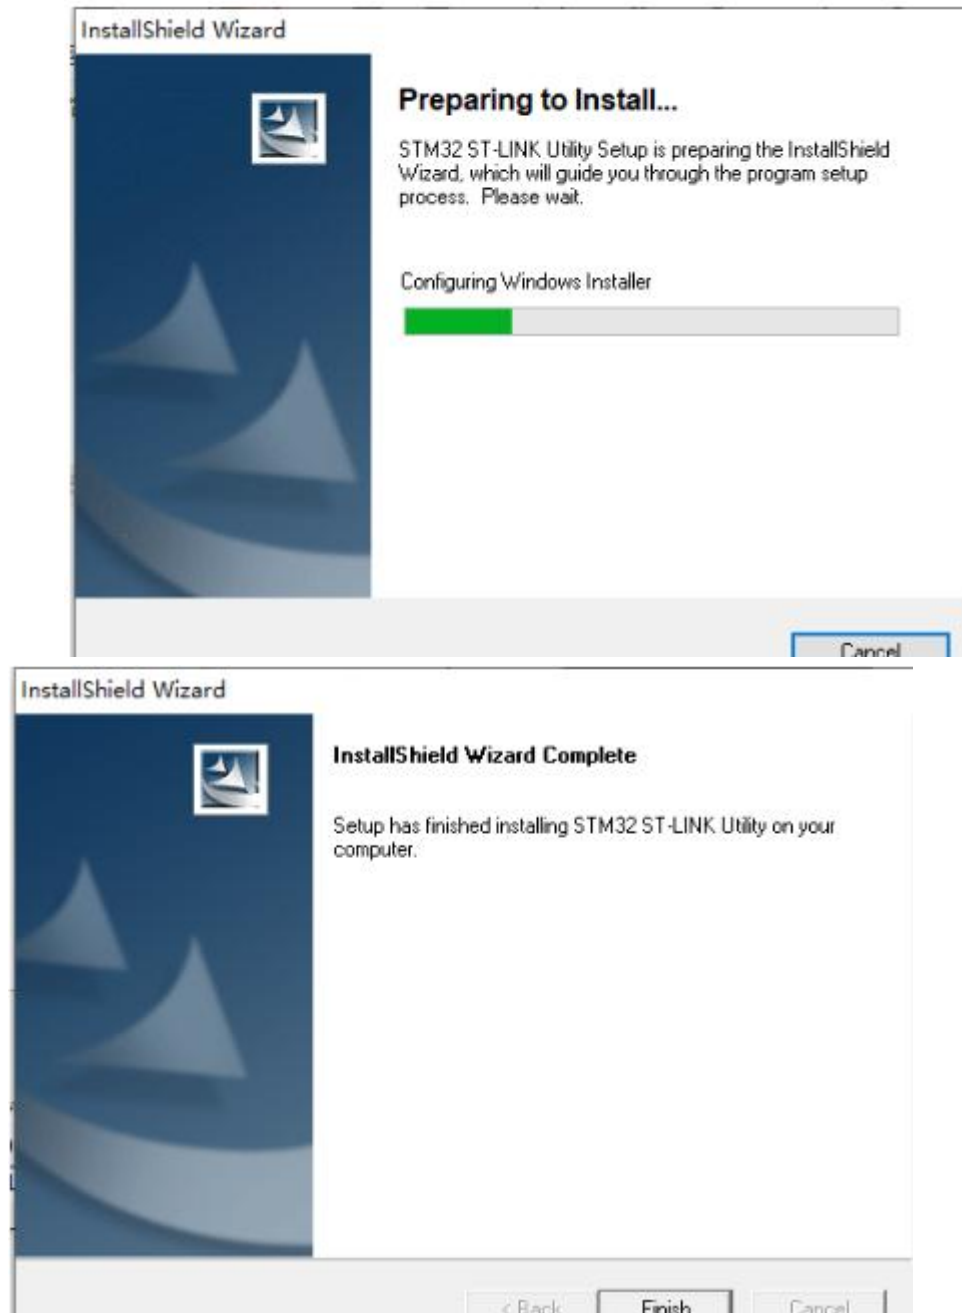 InstallShield Wizard
Preparing to Install...
STM32 ST-LINK Utility Setup is preparing the InstallShield
Wizard, which will guide you through the program setup
process. Please wait.
Configuring Windows Installer
Cancel
InstallShield Wizard
InstallShield Wizard Complete
Setup has finished installing STM32 ST-LINK Utility on your
computer.
< Back Finish Cancel